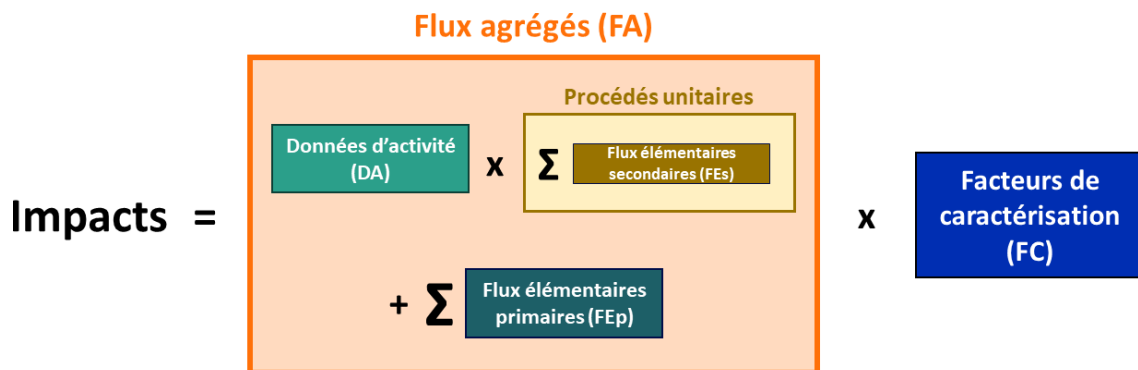 Flux agrégés (FA)
Procédés unitaires
Données d'activité
(DA)
x
Σ
Flux élémentaires
secondaires (FEs)
Impacts =
x
Facteurs de
caractérisation
(FC)
+ Σ
Flux élémentaires
primaires (FEp)